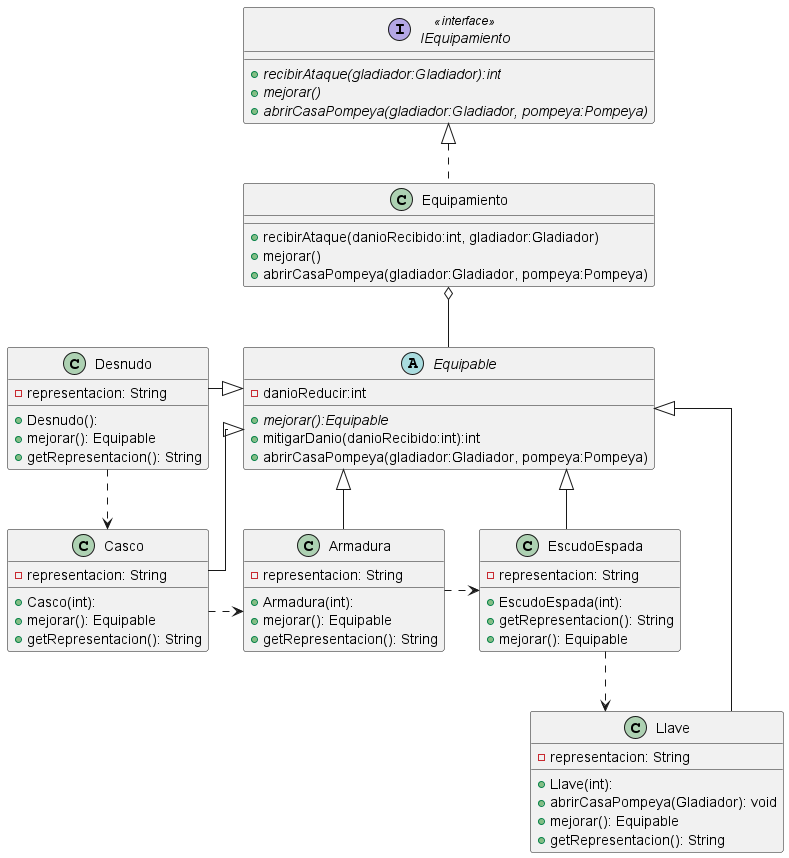 «interface»
I IEquipamiento
recibirAtaque(gladiador:Gladiador):int
mejorar()
abrirCasaPompeya(gladiador:Gladiador, pompeya:Pompeya)
C Equipamiento
recibirAtaque(danioRecibido:int, gladiador:Gladiador)
mejorar()
abrirCasaPompeya(gladiador:Gladiador, pompeya:Pompeya)
C Desnudo
representacion: String
Desnudo():
mejorar(): Equipable
getRepresentacion(): String
A Equipable
danioReducir:int
mejorar():Equipable
mitigarDanio(danioRecibido:int):int
abrirCasaPompeya(gladiador:Gladiador, pompeya:Pompeya)
C Casco
representacion: String
Casco(int):
mejorar(): Equipable
getRepresentacion(): String
C Armadura
representacion: String
Armadura(int):
mejorar(): Equipable
getRepresentacion(): String
C EscudoEspada
representacion: String
EscudoEspada(int):
getRepresentacion(): String
mejorar(): Equipable
C Llave
representacion: String
Llave(int):
abrirCasaPompeya(Gladiador): void
mejorar(): Equipable
getRepresentacion(): String